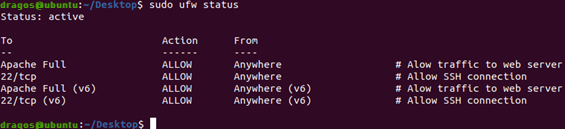 dragos@ubuntu:~/Desktop$ sudo ufw status
Status: active
To                         Action      From
--                         ------      ----
Apache Full                ALLOW       Anywhere                   # Alow traffic to web server
22/tcp                     ALLOW       Anywhere                   # Allow SSH connection
Apache Full (v6)           ALLOW       Anywhere (v6)              # Alow traffic to web server
22/tcp (v6)                ALLOW       Anywhere (v6)              # Allow SSH connection
dragos@ubuntu:~/Desktop$